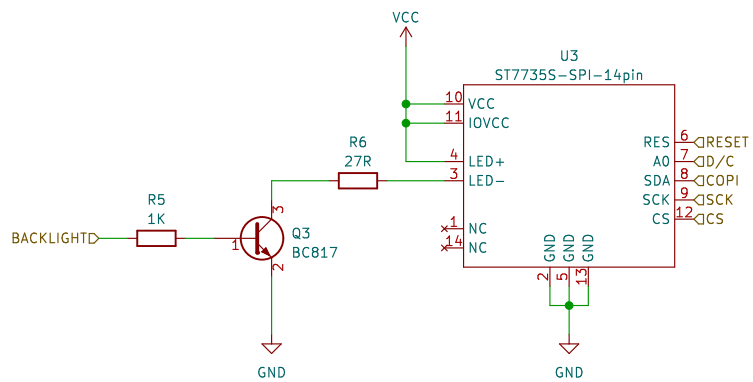 VCC
U3
ST7735S-SPI-14pin
10 VCC
11 IOVCC
R6
27R
4 LED+
3 LED-
RES 6 RESET
A0 7 D/C
SDA 8 COPI
SCK 9 SCK
CS 12 CS
R5
1K
BACKLIGHT
3
1
2
Q3
BC817
1 NC
14 NC
GND GND GND
2 5 13
GND
GND